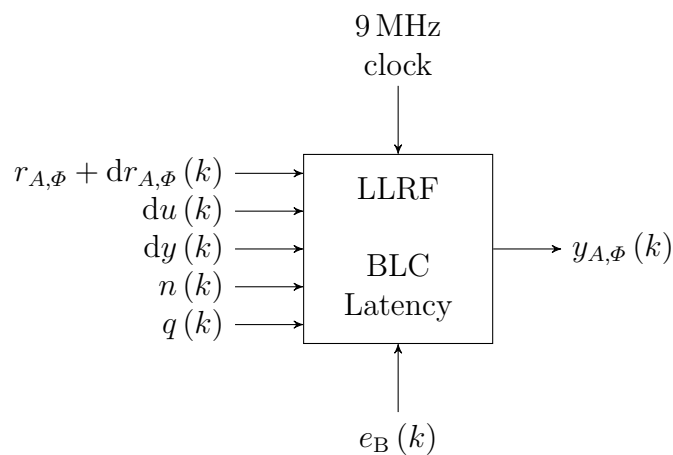 9 MHz
clock
r_{A,Φ} + dr_{A,Φ} (k)
du (k)
dy (k)
n (k)
q (k)
LLRF
BLC
Latency
y_{A,Φ} (k)
e_B (k)